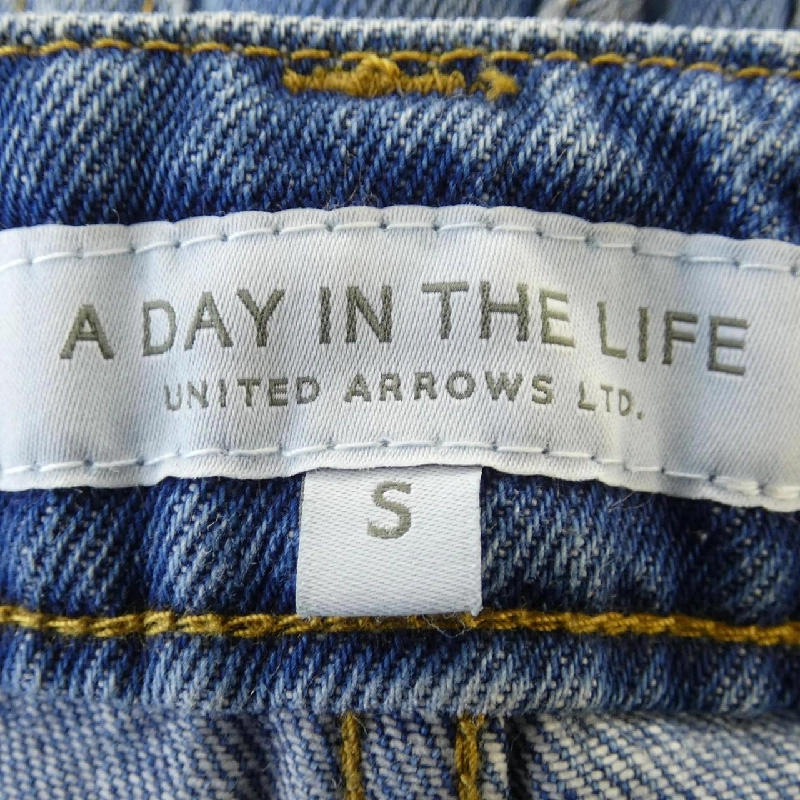 A DAY IN THE LIFE
UNITED ARROWS LTD.
S